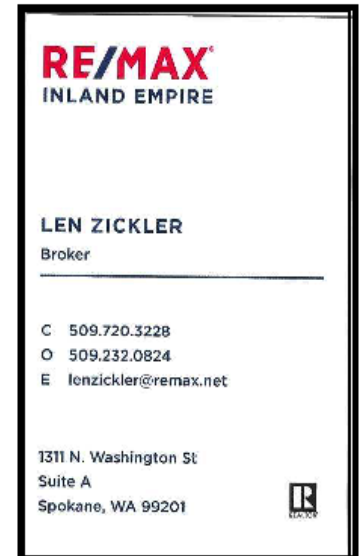 RE/MAX
INLAND EMPIRE
LEN ZICKLER
Broker
C 509.720.3228
O 509.232.0824
E lenzickler@remax.net
1311 N. Washington St
Suite A
Spokane, WA 99201
R
REALTOR